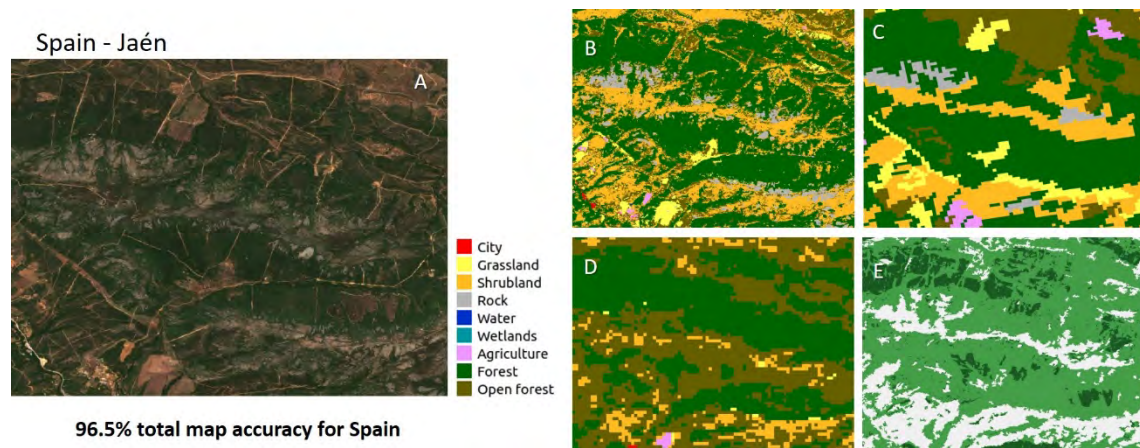 Spain - Jaén
A
B
C
City
Grassland
Shrubland
Rock
Water
Wetlands
Agriculture
Forest
Open forest
D
E
96.5% total map accuracy for Spain